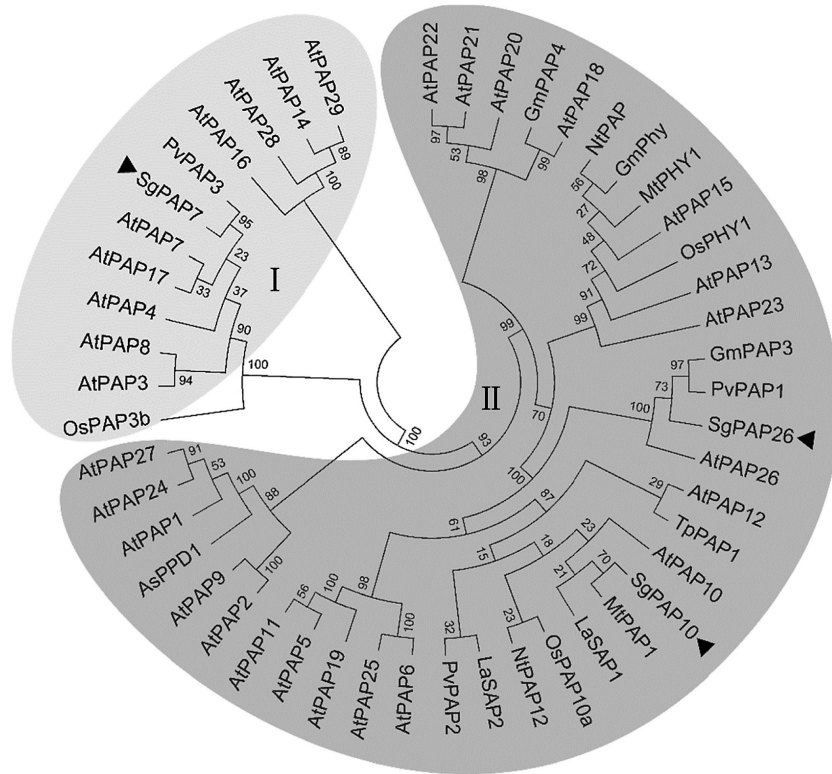 AtPAP29
AtPAP14
AtPAP28
AtPAP16
PvPAP3
SgPAP7
AtPAP7
AtPAP17
AtPAP4
AtPAP8
AtPAP3
OsPAP3b
89
100
95
23
33
37
90
94
100
I
AtPAP22
AtPAP21
AtPAP20
GmPAP4
AtPAP18
NtPAP
GmPhy
MtPHY1
AtPAP15
OsPHY1
AtPAP13
AtPAP23
GmPAP3
PvPAP1
SgPAP26
AtPAP26
AtPAP12
TpPAP1
AtPAP10
SgPAP10
MtPAP1
LaSAP1
OsPAP10a
NtPAP12
LaSAP2
PvPAP2
AtPAP6
AtPAP25
AtPAP19
AtPAP5
AtPAP11
AtPAP2
AtPAP9
AsPPD1
AtPAP1
AtPAP24
AtPAP27
97
53
98
99
56
27
48
72
91
99
99
II
70
97
73
100
100
93
100
87
29
61
23
18
15
70
21
23
32
98
100
56
100
91
53
100
88
100